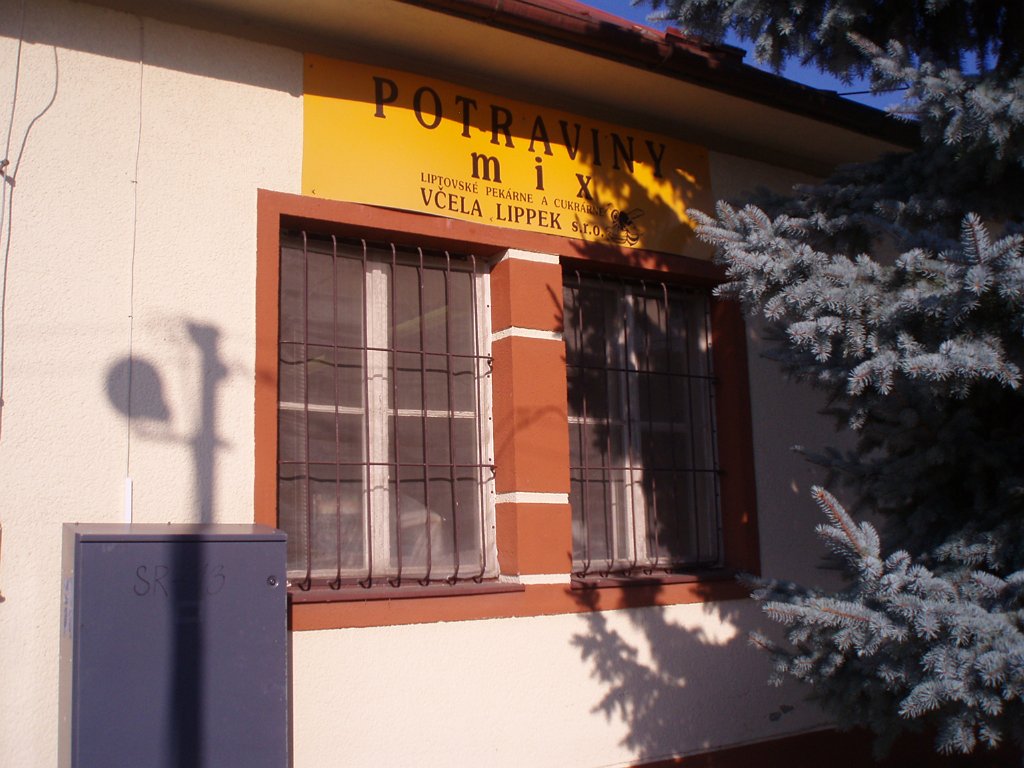 POTRAVINY
mix
LIPTOVSKÉ PEKÁRNE A CUKRÁRNE
VČELA LIPPEK s.r.o.